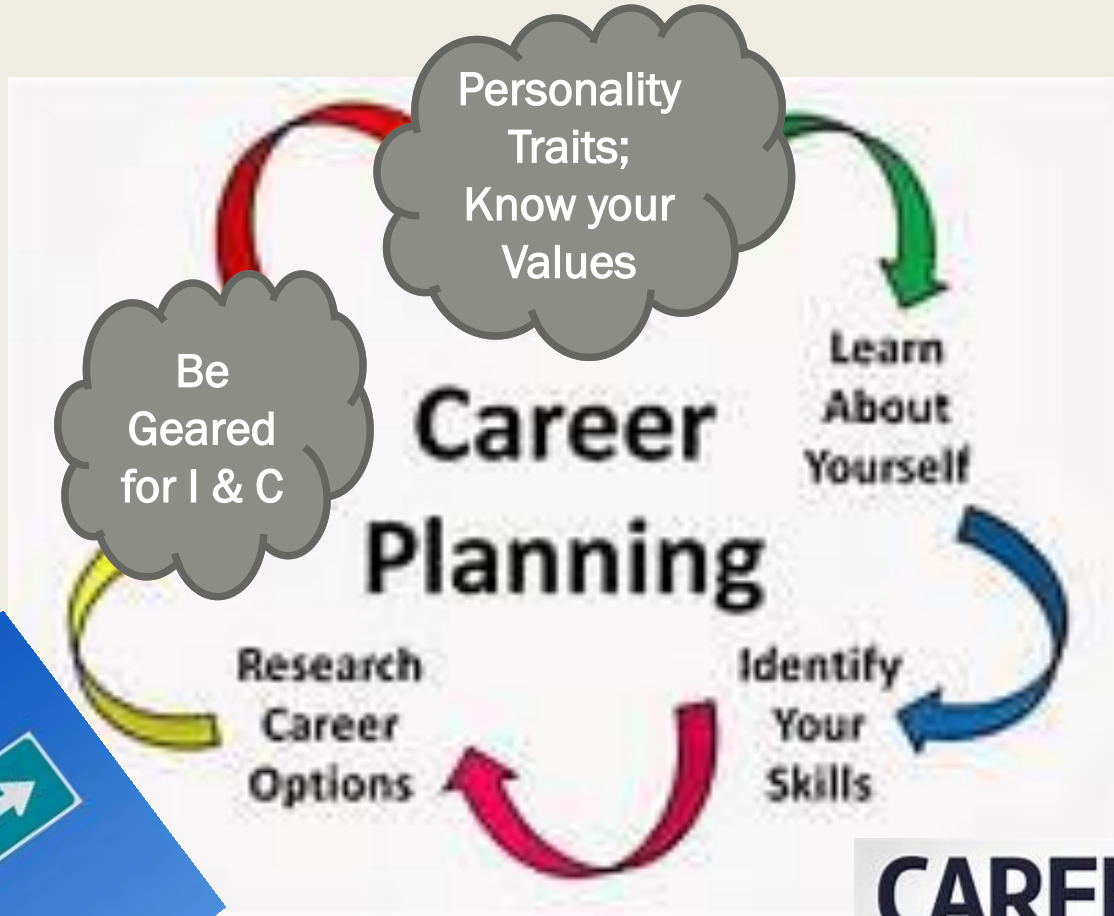 Personality
Traits;
Know your
Values
Be
Geared
for I & C
Career
Planning
Learn
About
Yourself
Identify
Your
Skills
Research
Career
Options